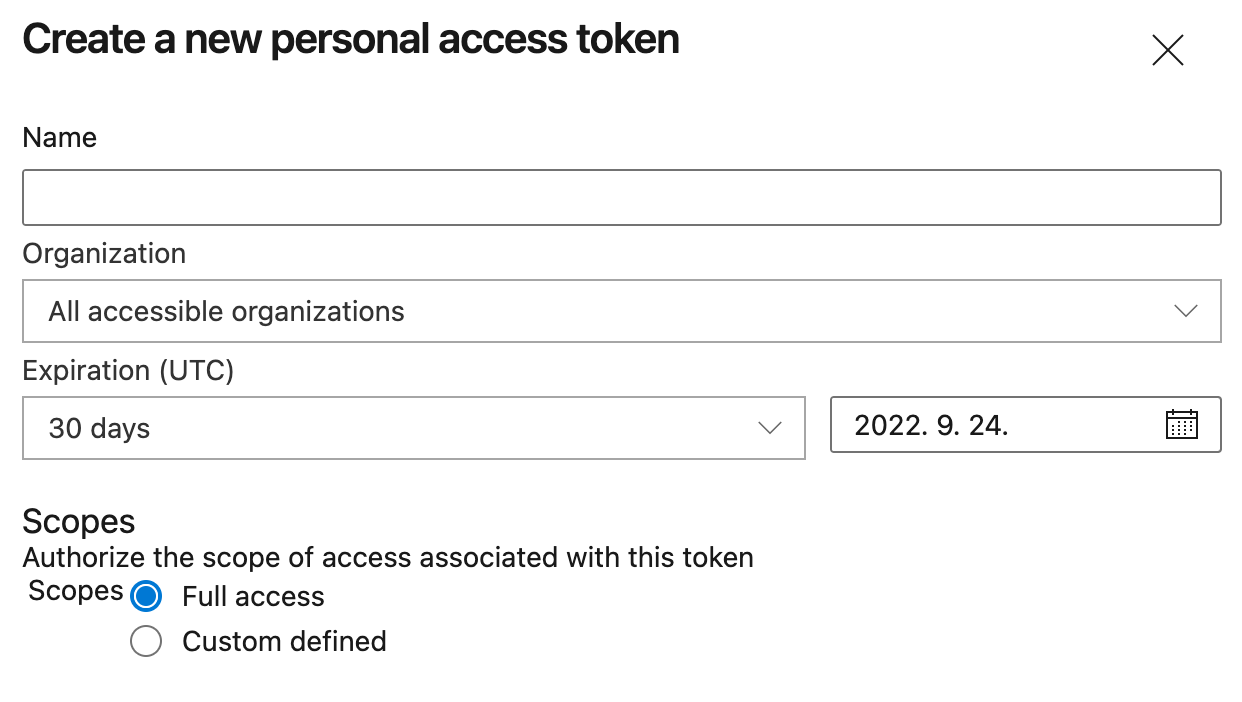 Create a new personal access token
Name
Organization
All accessible organizations
Expiration (UTC)
30 days
2022. 9. 24.
Scopes
Authorize the scope of access associated with this token
Scopes
Full access
Custom defined